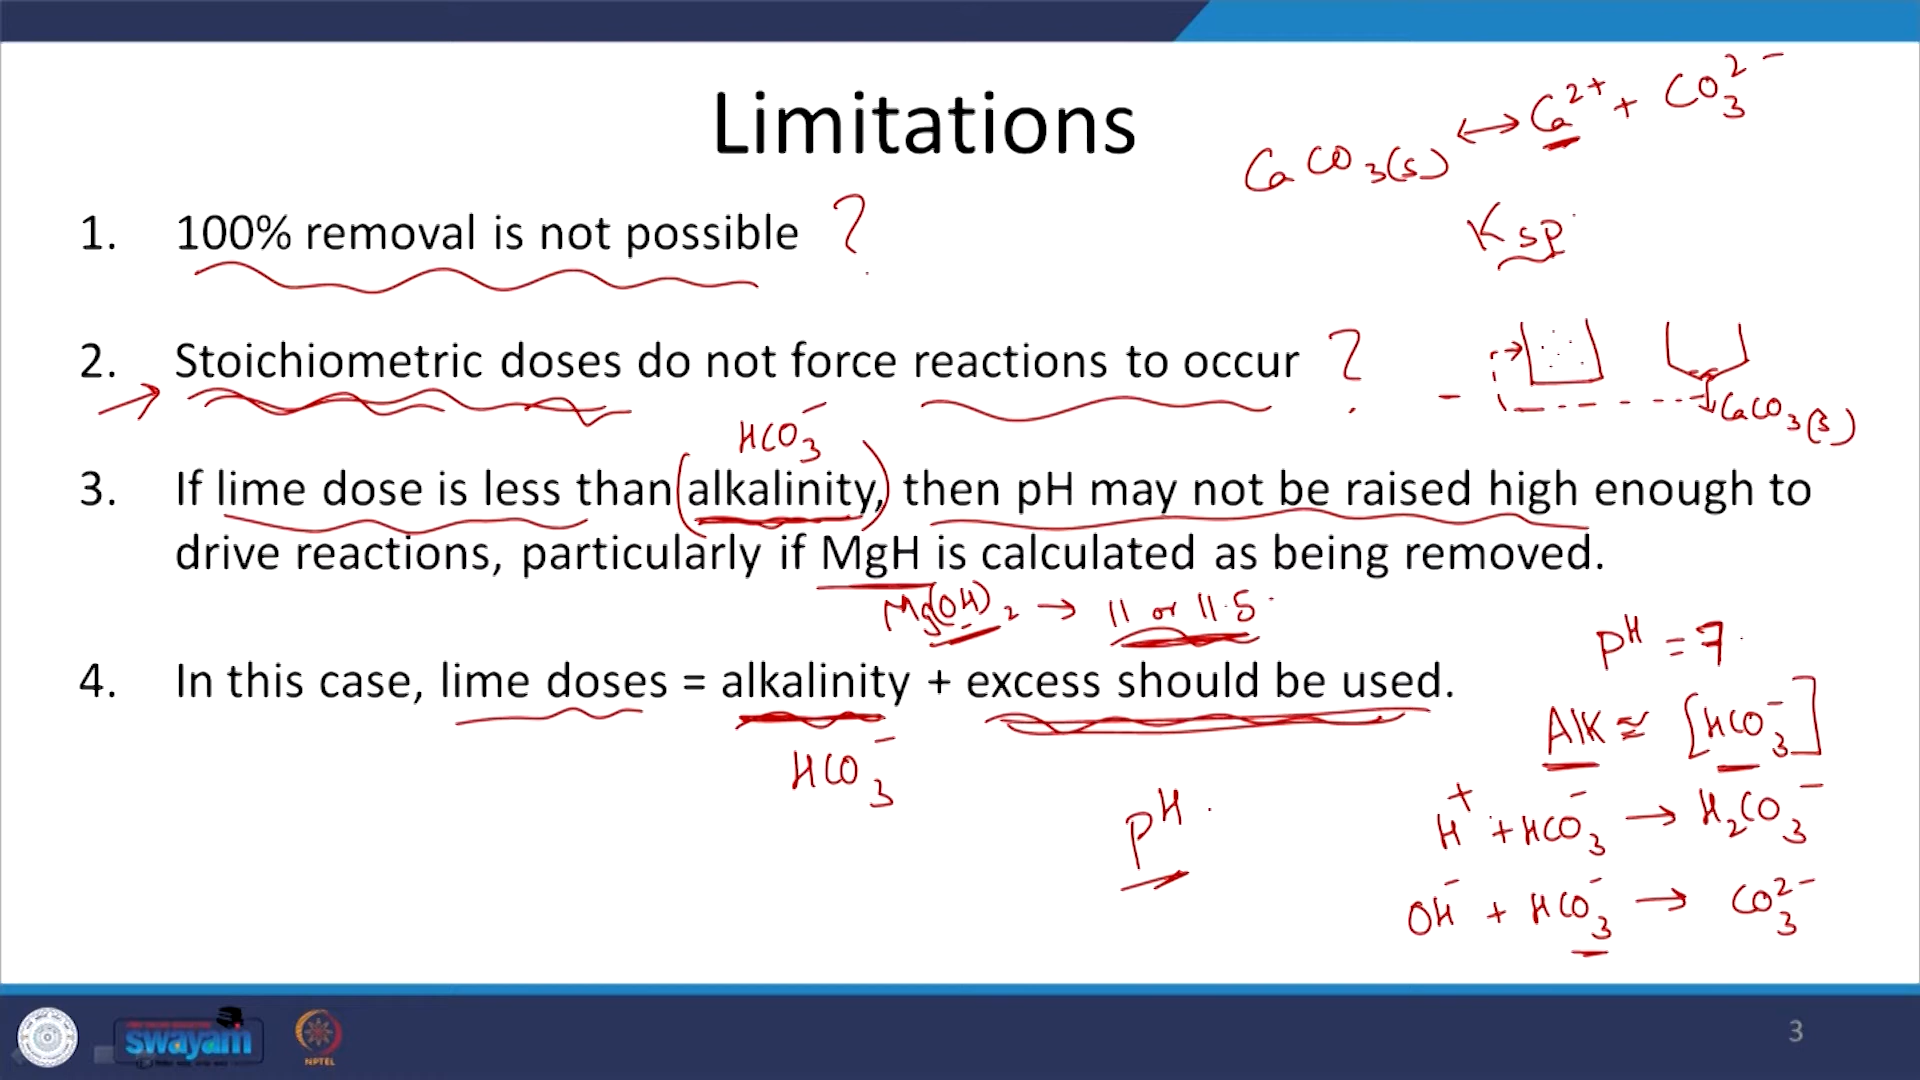 Limitations
CaCO3(s) ↔ Ca2+ + CO3 2-
1. 100% removal is not possible ?
Ksp
2. Stoichiometric doses do not force reactions to occur ?
CaCO3(s)
HCO3-
3. If lime dose is less than (alkalinity,) then pH may not be raised high enough to
drive reactions, particularly if MgH is calculated as being removed.
Mg(OH)2 → 11 or 11.5
PH = 7
4. In this case, lime doses = alkalinity + excess should be used.
Alk ≈ [HCO3-]
HCO3-
PH
H+ + HCO3- → H2CO3-
OH- + HCO3- → CO3 2-
swayam
NPTEL
3